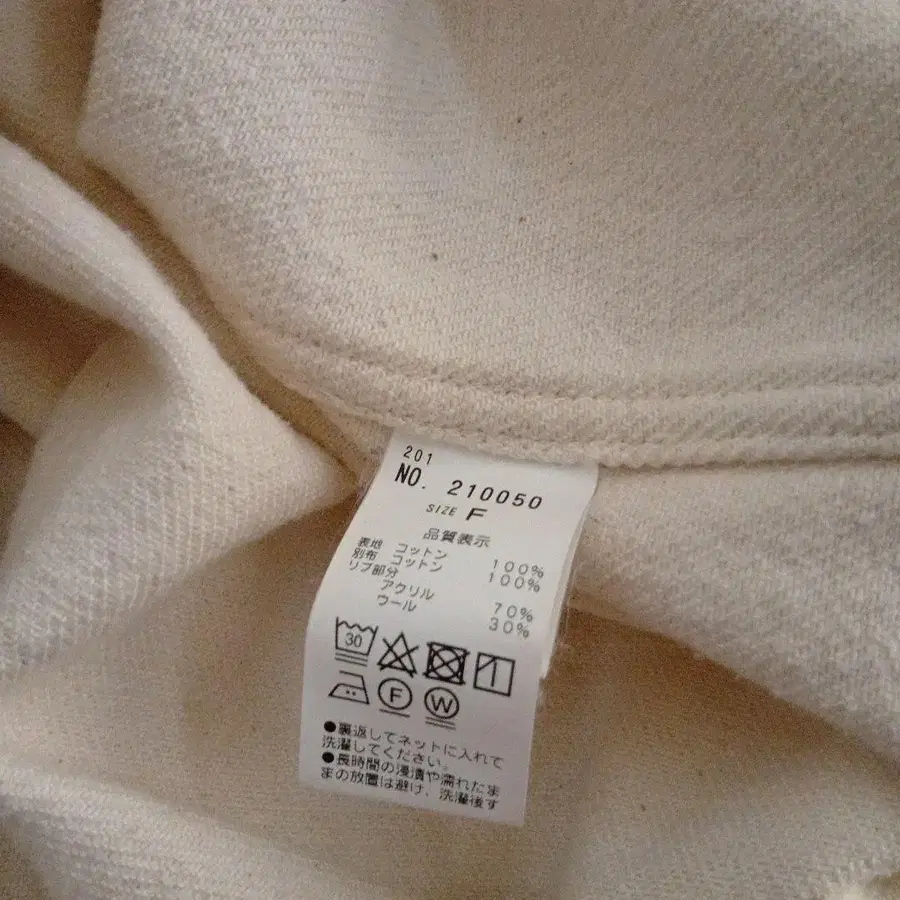 201
NO. 210050
SIZE F
品質表示
表地 コットン 100%
別布 コットン 100%
リブ部分
アクリル 70%
ウール 30%
30
F W
●裏返してネットに入れて
洗濯してください。
●長時間の浸漬や濡れたま
まの放置は避け、洗濯後す